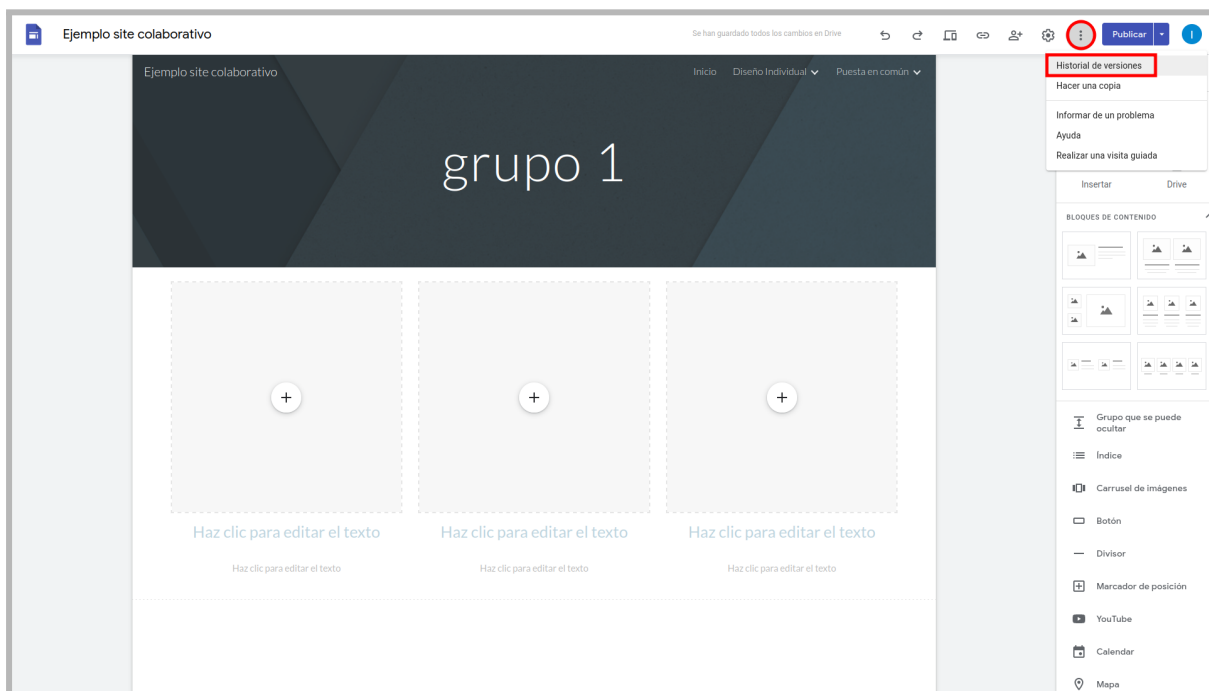 Ejemplo site colaborativo
Se han guardado todos los cambios en Drive
Publicar
I
Historial de versiones
Hacer una copia
Informar de un problema
Ayuda
Realizar una visita guiada
Ejemplo site colaborativo
Inicio Diseño Individual Puesta en común
grupo 1
Insertar Drive
BLOQUES DE CONTENIDO
Haz clic para editar el texto Haz clic para editar el texto Haz clic para editar el texto
Haz clic para editar el texto Haz clic para editar el texto Haz clic para editar el texto
Grupo que se puede
ocultar
Índice
Carrusel de imágenes
Botón
Divisor
Marcador de posición
YouTube
Calendar
Mapa